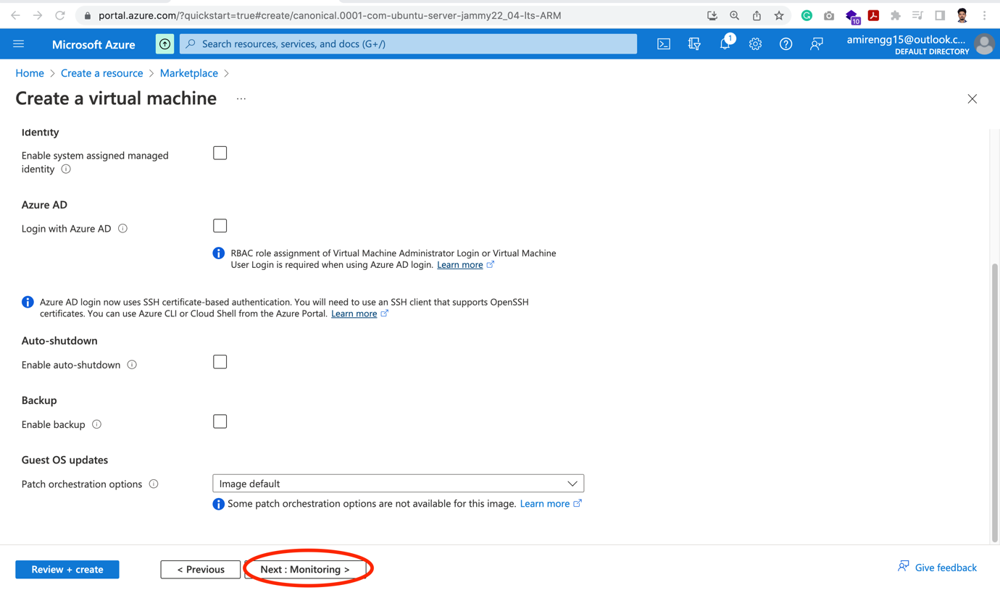 portal.azure.com/?quickstart=true#create/canonical.0001-com-ubuntu-server-jammy22_04-lts-ARM
10
Microsoft Azure
Search resources, services, and docs (G+/)
1
amirengg15@outlook.c...
DEFAULT DIRECTORY
Home > Create a resource > Marketplace >
Create a virtual machine ...
Identity
Enable system assigned managed
identity
Azure AD
Login with Azure AD
RBAC role assignment of Virtual Machine Administrator Login or Virtual Machine
User Login is required when using Azure AD login. Learn more
Azure AD login now uses SSH certificate-based authentication. You will need to use an SSH client that supports OpenSSH
certificates. You can use Azure CLI or Cloud Shell from the Azure Portal. Learn more
Auto-shutdown
Enable auto-shutdown
Backup
Enable backup
Guest OS updates
Patch orchestration options
Image default
Some patch orchestration options are not available for this image. Learn more
Review + create
< Previous
Next : Monitoring >
Give feedback